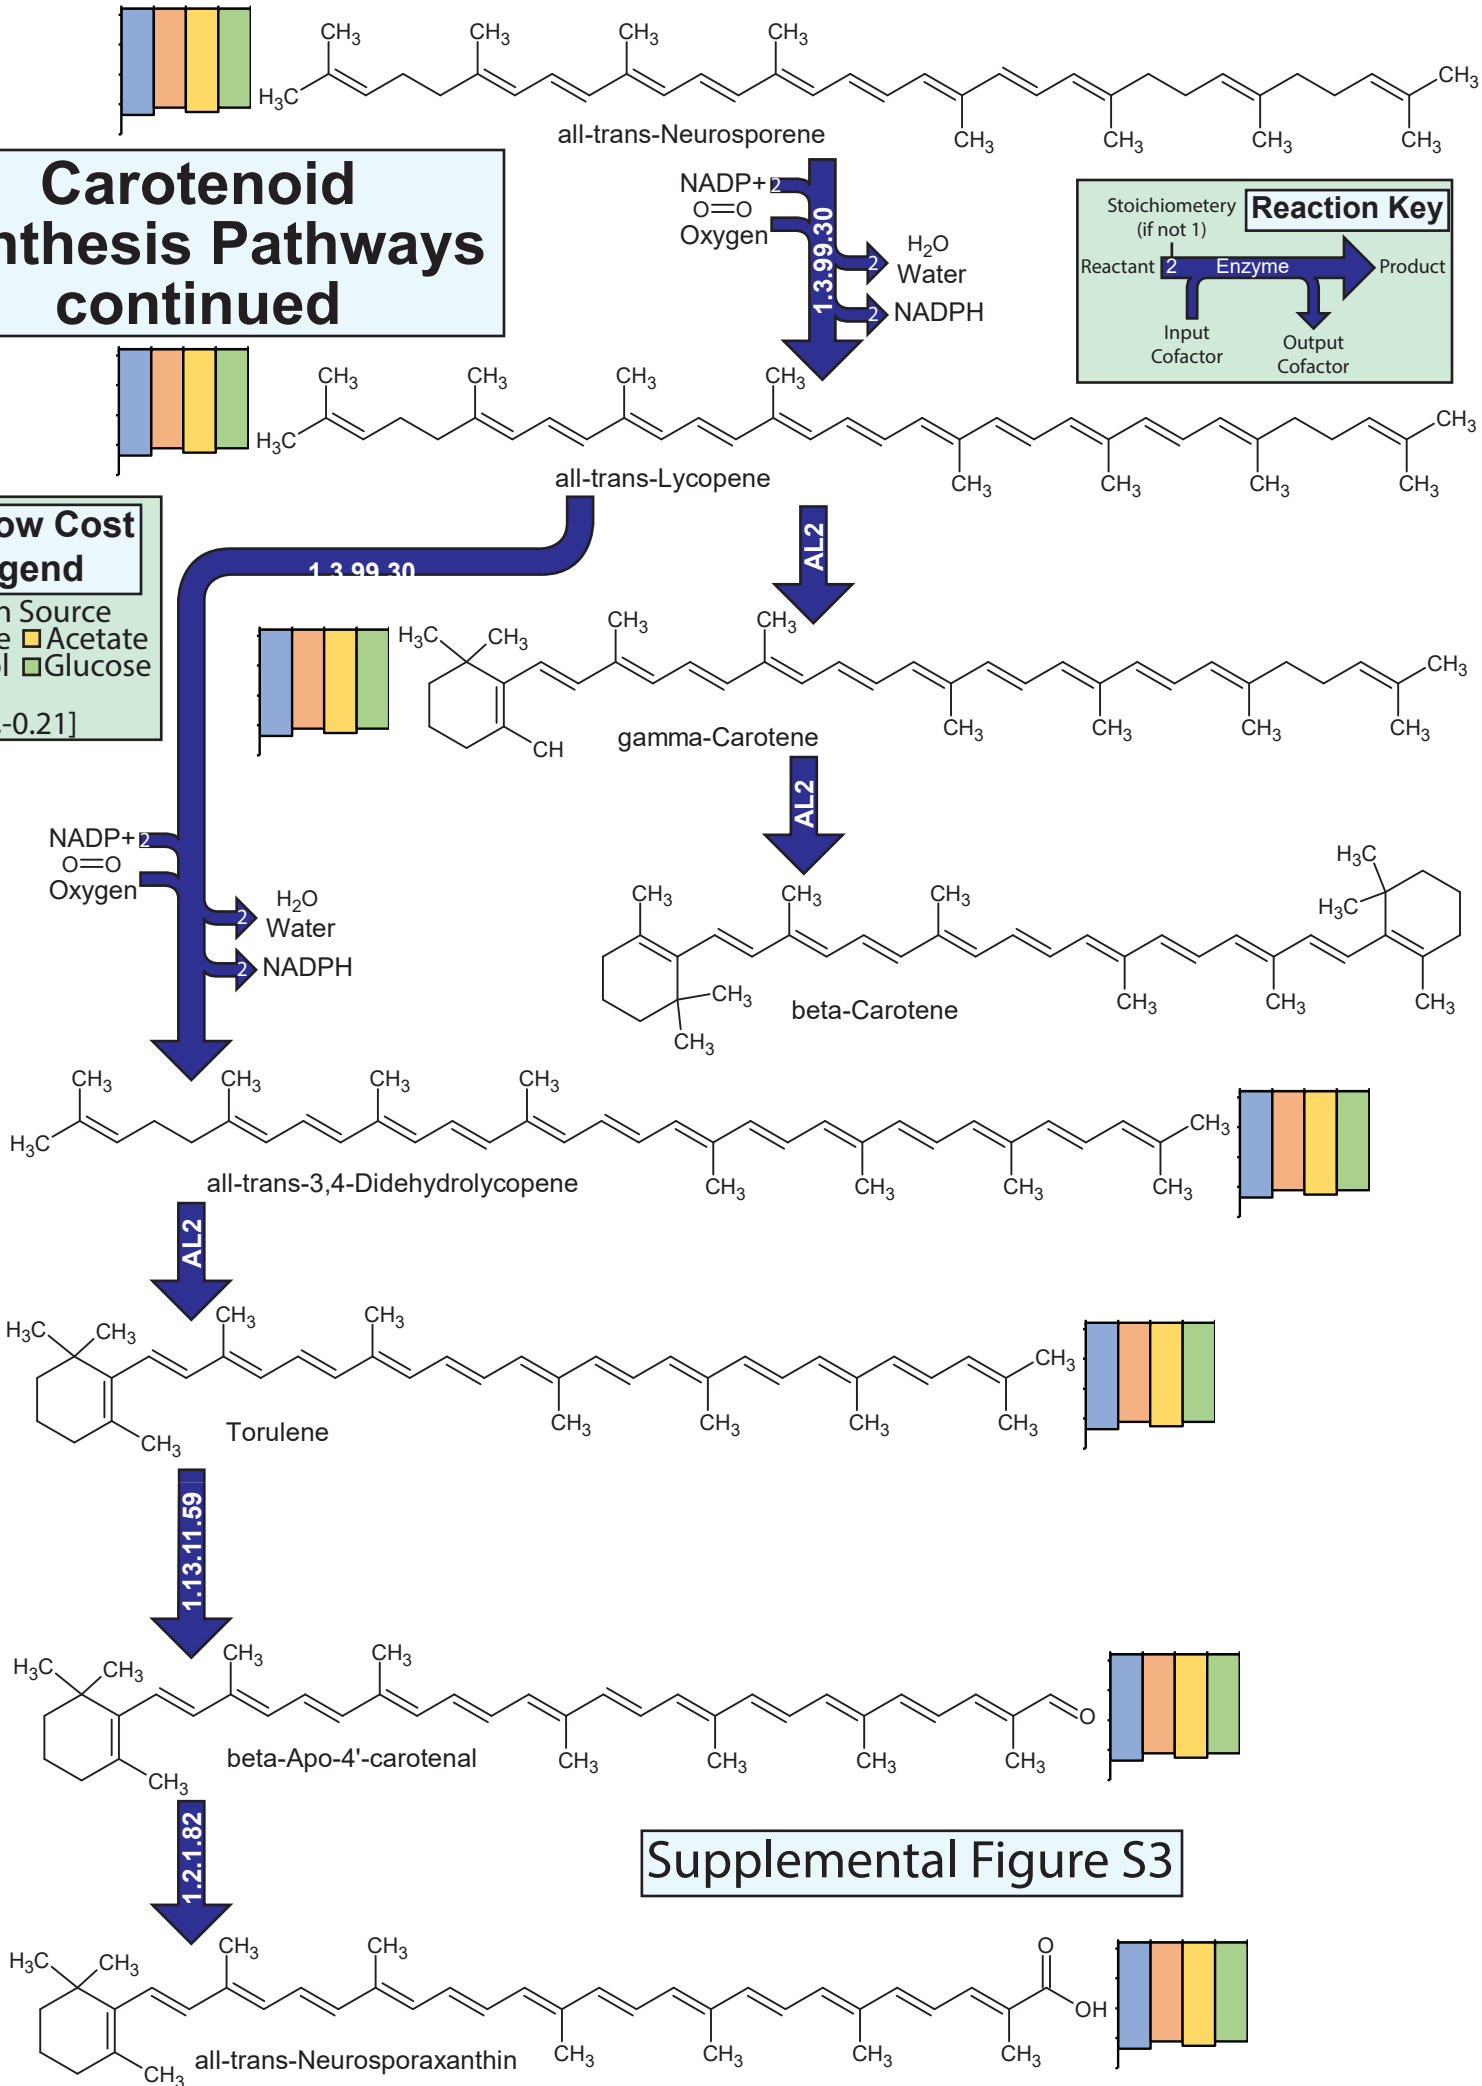 CH3 CH3 CH3 CH3
H3C CH3
all-trans-Neurosporene CH3 CH3 CH3 CH3
Carotenoid
nthesis Pathways
continued
NADP+ 2
O=O
Oxygen
1.3.99.30
H2O
2 Water
2 NADPH
Reaction Key
Stoichiometery
(if not 1)
Reactant 2 Enzyme Product
Input
Cofactor
Output
Cofactor
CH3 CH3 CH3 CH3
H3C CH3
all-trans-Lycopene CH3 CH3 CH3 CH3
ow Cost
gend
n Source
e Acetate
ol Glucose
,-0.21]
1.3.99.30
AL2
H3C CH3 CH3 CH3
CH3
CH
gamma-Carotene CH3 CH3 CH3 CH3
AL2
NADP+ 2
O=O
Oxygen
H2O
2 Water
2 NADPH
H3C
CH3 CH3 CH3 H3C
CH3
CH3
beta-Carotene CH3 CH3 CH3
CH3 CH3 CH3 CH3
H3C CH3
all-trans-3,4-Didehydrolycopene CH3 CH3 CH3 CH3
AL2
H3C CH3 CH3 CH3
CH3
CH3
Torulene CH3 CH3 CH3 CH3
1.13.11.59
H3C CH3 CH3 CH3
O
CH3
beta-Apo-4'-carotenal CH3 CH3 CH3 CH3
1.2.1.82
Supplemental Figure S3
H3C CH3 CH3 CH3 O
OH
CH3
all-trans-Neurosporaxanthin CH3 CH3 CH3 CH3